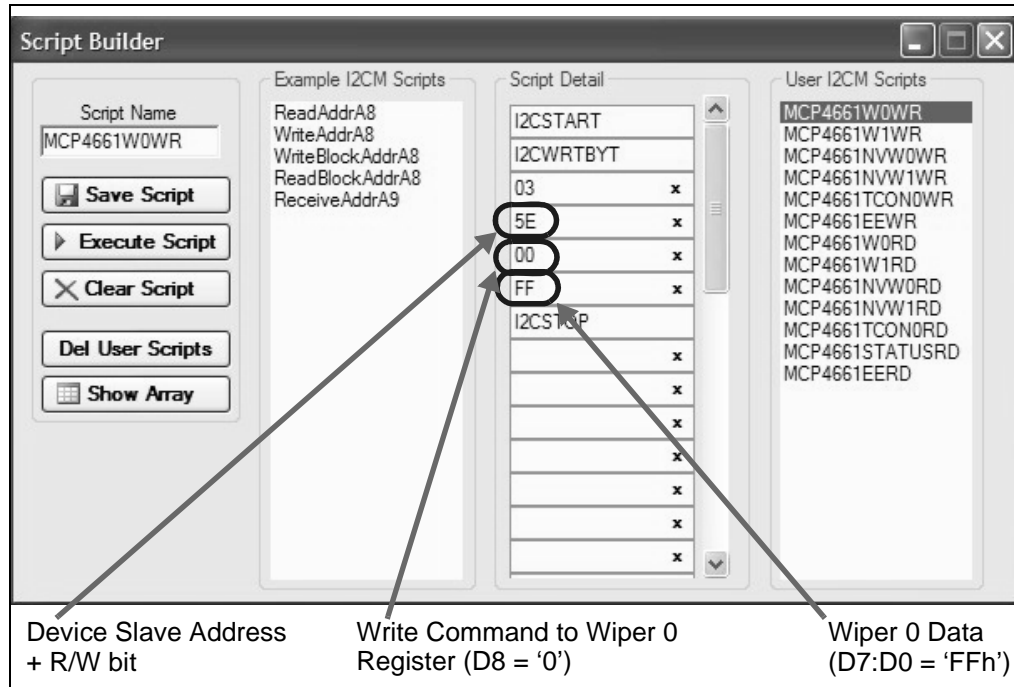 Script Builder
Script Name
MCP4661W0WR
Save Script
Execute Script
Clear Script
Del User Scripts
Show Array
Example I2CM Scripts
ReadAddrA8
WriteAddrA8
WriteBlockAddrA8
ReadBlockAddrA8
ReceiveAddrA9
Script Detail
I2CSTART
I2CWRTBYT
03 x
5E x
00 x
FF x
I2CSTOP
x
x
x
x
x
x
x
User I2CM Scripts
MCP4661W0WR
MCP4661W1WR
MCP4661NVW0WR
MCP4661NVW1WR
MCP4661TCON0WR
MCP4661EEWR
MCP4661W0RD
MCP4661W1RD
MCP4661NVW0RD
MCP4661NVW1RD
MCP4661TCON0RD
MCP4661STATUSRD
MCP4661EERD
Device Slave Address
+ R/W bit
Write Command to Wiper 0
Register (D8 = ‘0’)
Wiper 0 Data
(D7:D0 = ‘FFh’)